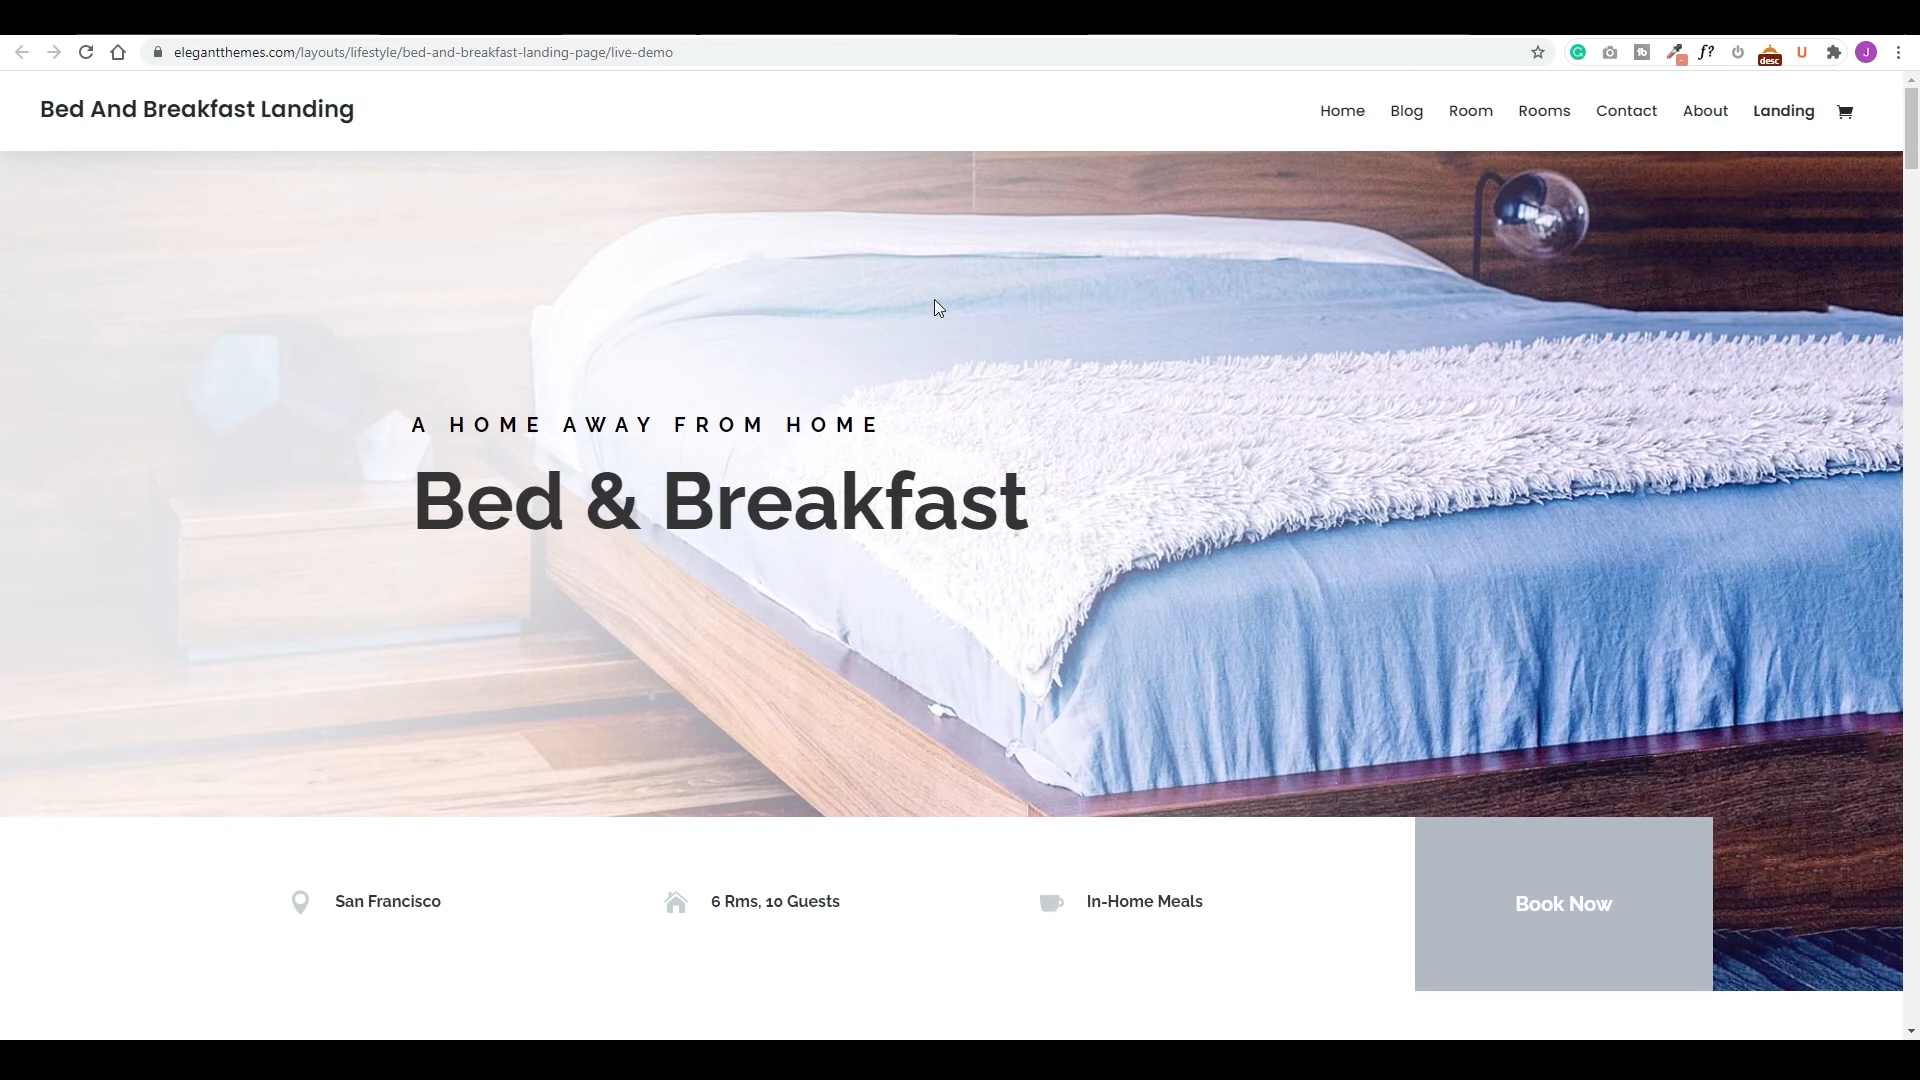 elegantthemes.com/layouts/lifestyle/bed-and-breakfast-landing-page/live-demo
f?
desc
U
J
Bed And Breakfast Landing
Home Blog Room Rooms Contact About Landing
A HOME AWAY FROM HOME
Bed & Breakfast
San Francisco
6 Rms, 10 Guests
In-Home Meals
Book Now